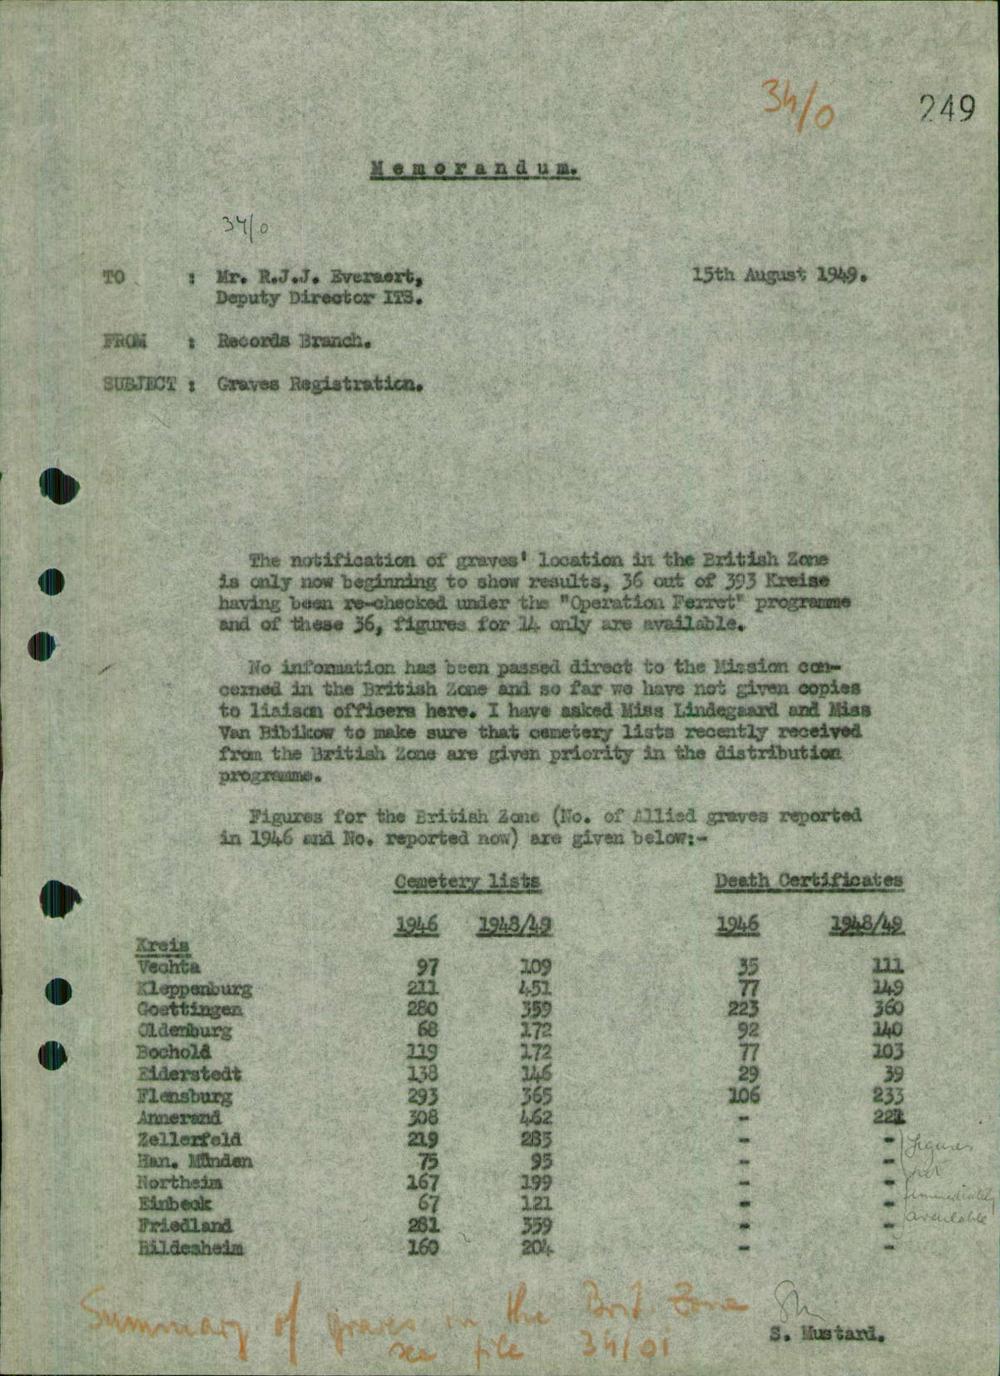 34/0
249
Memorandum.
34/0
TO : Mr. R.J.J. Everaert, 15th August 1949.
Deputy Director ITS.
FROM : Records Branch.
SUBJECT : Graves Registration.
The notification of graves' location in the British Zone
is only now beginning to show results, 36 out of 393 Kreise
having been re-checked under the "Operation Ferret" programme
and of these 36, figures for 14 only are available.
No information has been passed direct to the Mission con-
cerned in the British Zone and so far we have not given copies
to liaison officers here. I have asked Miss Lindegaard and Miss
Van Bibikow to make sure that cemetery lists recently received
from the British Zone are given priority in the distribution
programme.
Figures for the British Zone (No. of Allied graves reported
in 1946 and No. reported now) are given below:-
Cemetery lists Death Certificates
1946 1948/49 1946 1948/49
Kreis
Vechta 97 109 35 111
Kleppenburg 211 451 77 149
Goettingen 280 359 223 360
Oldenburg 68 172 92 140
Bochold 119 172 77 103
Eiderstedt 138 146 29 39
Flensburg 293 365 106 233
Annerand 308 462 - 221
Zellerfeld 219 283 - -
Han. Münden 75 95 - -
Northeim 167 199 - -
Einbeck 67 121 - -
Friedland 281 359 - -
Hildesheim 160 204 - -
figures
not
immediately
available
Summary of graves in the Brit. Zone
see file 34/01
S. Mustard.